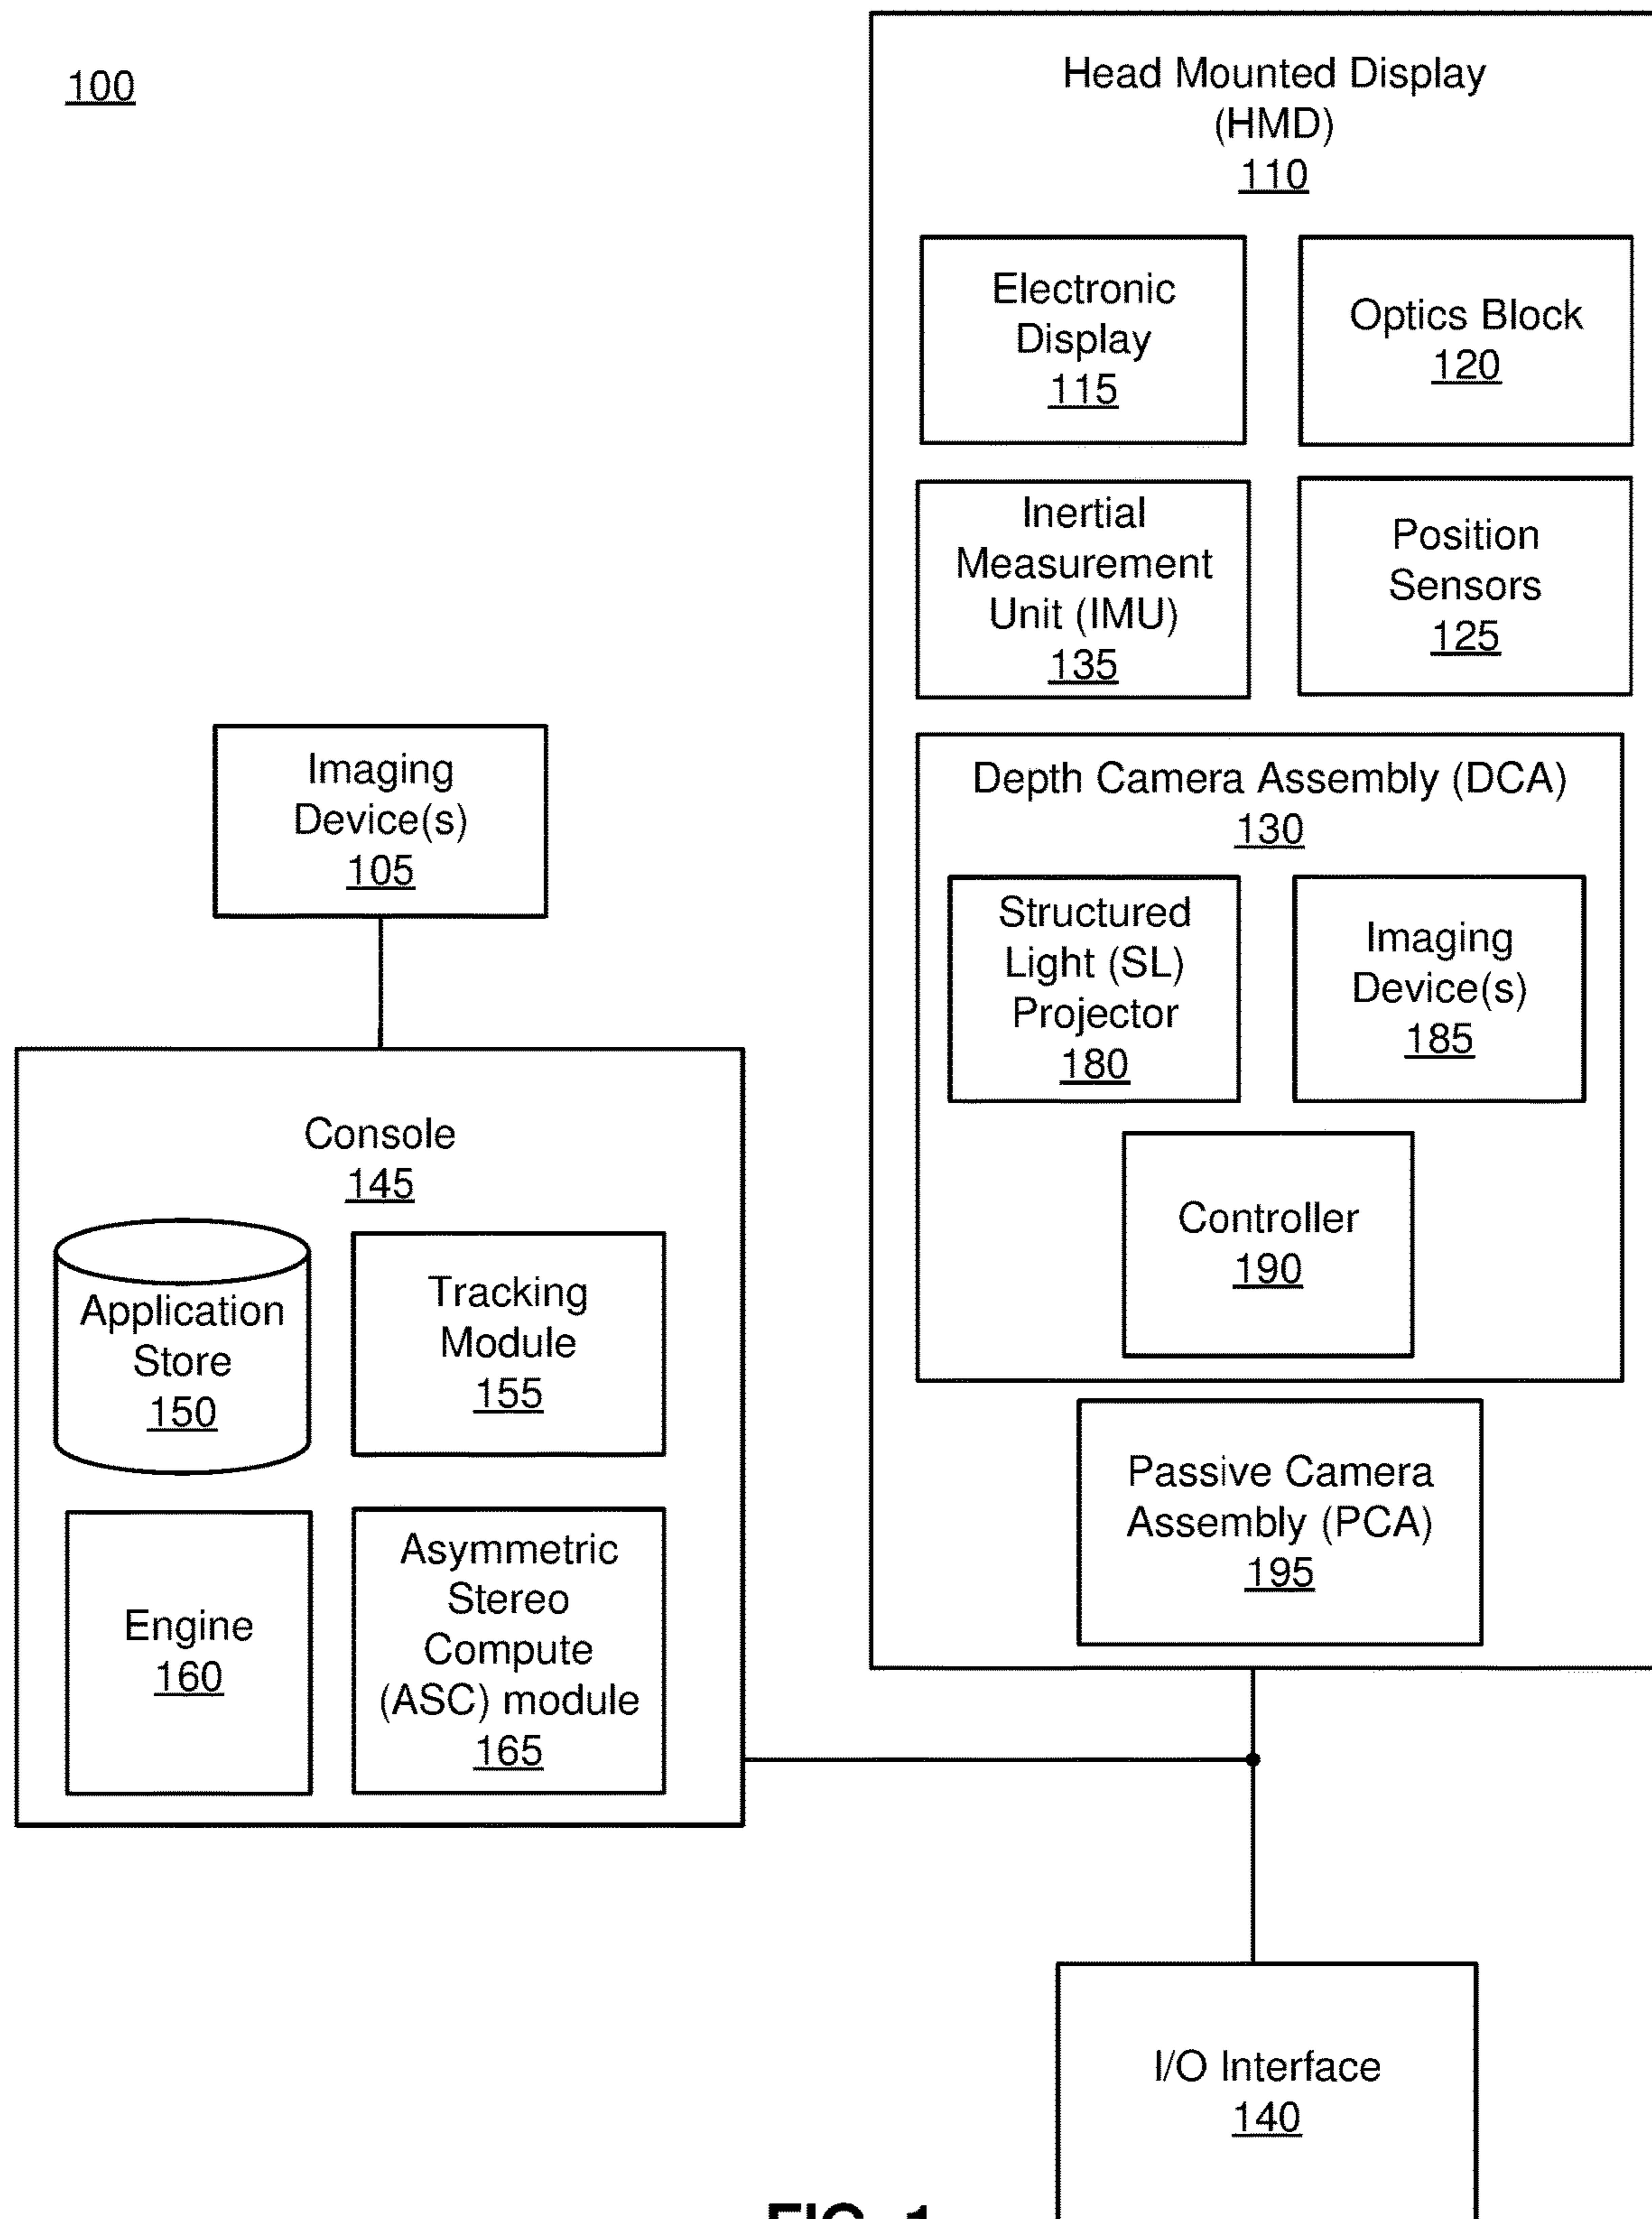 100
Head Mounted Display
(HMD)
110
Electronic
Display
115
Optics Block
120
Inertial
Measurement
Unit (IMU)
135
Position
Sensors
125
Imaging
Device(s)
105
Depth Camera Assembly (DCA)
130
Structured
Light (SL)
Projector
180
Imaging
Device(s)
185
Controller
190
Console
145
Application
Store
150
Tracking
Module
155
Engine
160
Asymmetric
Stereo
Compute
(ASC) module
165
Passive Camera
Assembly (PCA)
195
I/O Interface
140
FIG. 1